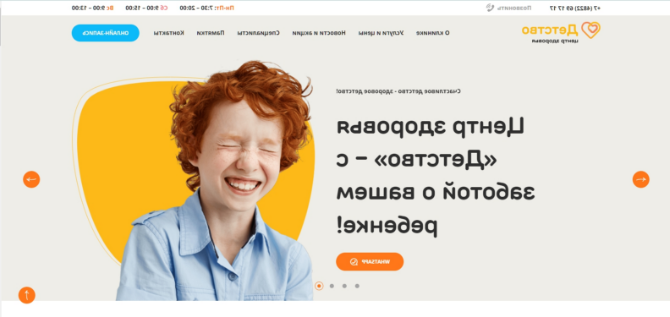 +7 (4822) 17 17 Позвонить Пн-Пт: 7:30 - 20:00 Сб 9:00 - 15:00 Вс 9:00 - 13:00
Детство
центр здоровья
О клинике Услуги и цены Новости и акции Специалисты Памятки Контакты ОНЛАЙН-ЗАПИСЬ
Счастливое детство - здоровое детство!
Центр здоровья
«Детство» – с
заботой о вашем
ребенке!
WHATSAPP